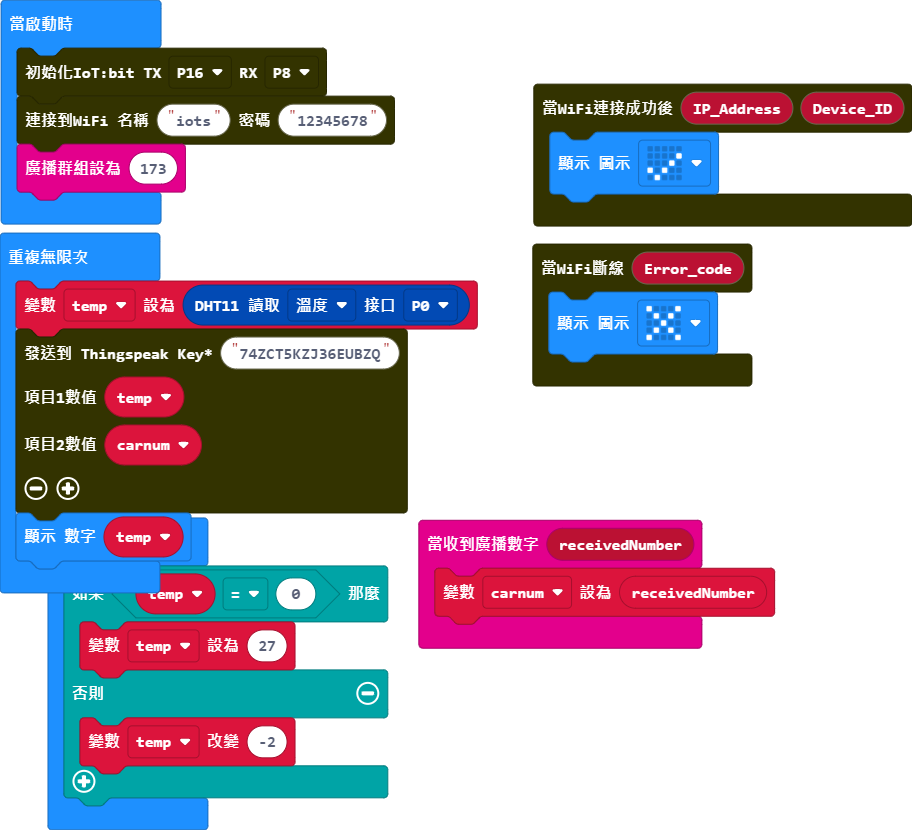 當啟動時
初始化IoT:bit TX P16 RX P8
連接到WiFi 名稱 "iots" 密碼 "12345678"
廣播群組設為 173
當WiFi連接成功後 IP_Address Device_ID
顯示 圖示
重複無限次
變數 temp 設為 DHT11 讀取 溫度 接口 P0
發送到 Thingspeak Key* "74ZCT5KZJ36EUBZQ"
項目1數值 temp
項目2數值 carnum
顯示 數字 temp
當WiFi斷線 Error_code
顯示 圖示
當收到廣播數字 receivedNumber
變數 carnum 設為 receivedNumber
如果 temp = 0 那麼
變數 temp 設為 27
否則
變數 temp 改變 -2